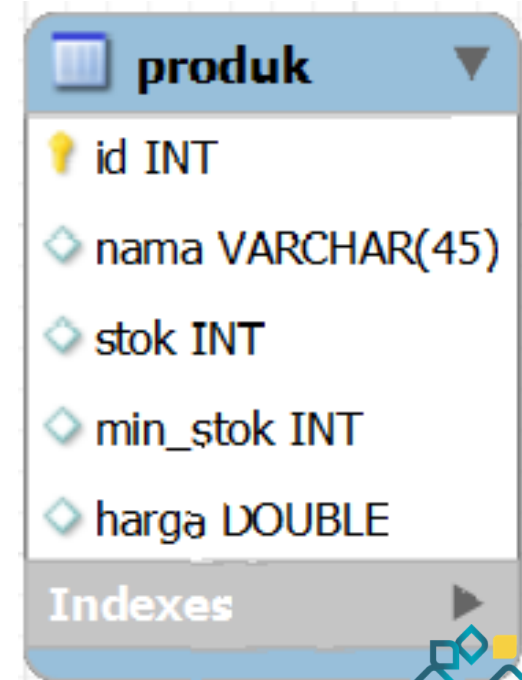 produk
id INT
nama VARCHAR(45)
stok INT
min_stok INT
harga DOUBLE
Indexes